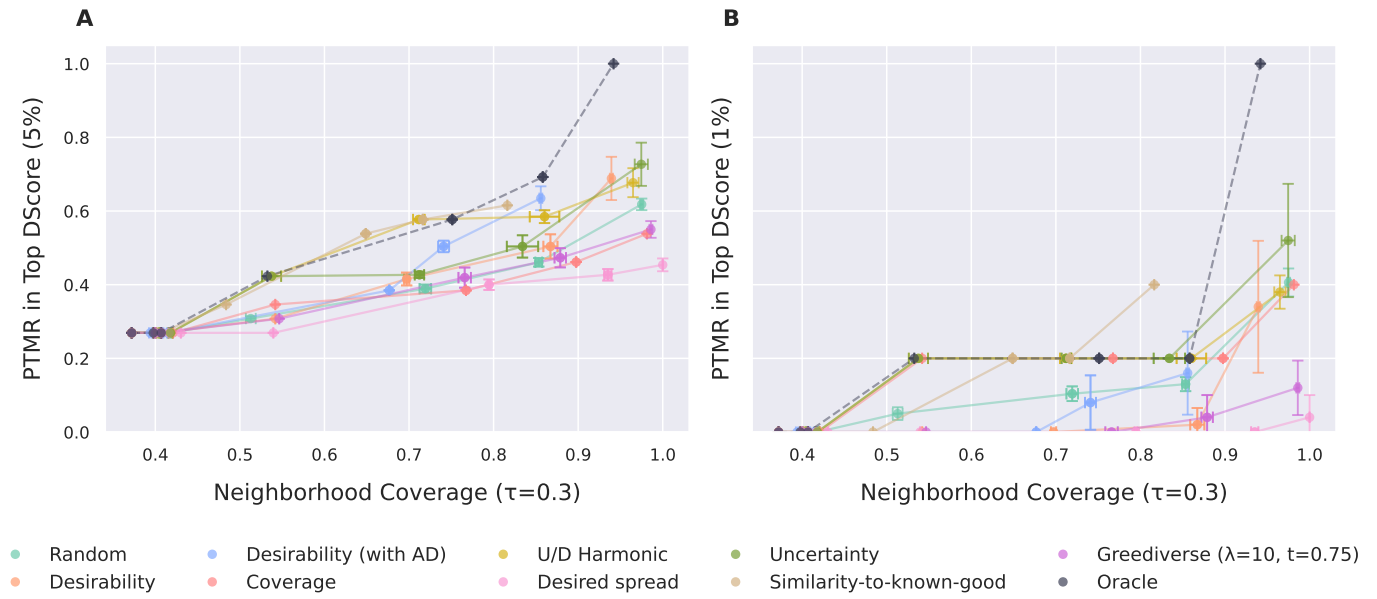 A
B
PTMR in Top DScore (5%)
1.0
0.8
0.6
0.4
0.2
0.0
0.4 0.5 0.6 0.7 0.8 0.9 1.0
Neighborhood Coverage (τ=0.3)
PTMR in Top DScore (1%)
1.0
0.8
0.6
0.4
0.2
0.0
0.4 0.5 0.6 0.7 0.8 0.9 1.0
Neighborhood Coverage (τ=0.3)
Random
Desirability
Desirability (with AD)
Coverage
U/D Harmonic
Desired spread
Uncertainty
Similarity-to-known-good
Greediverse (λ=10, t=0.75)
Oracle